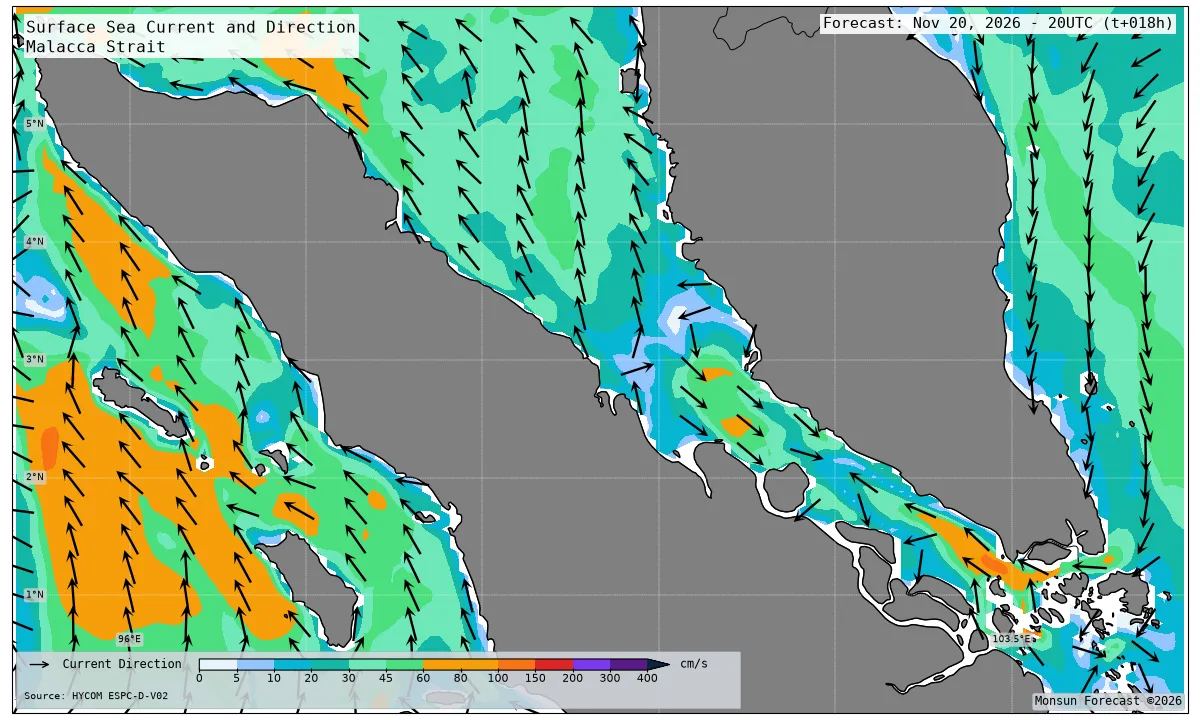 Surface Sea Current and Direction
Malacca Strait
Forecast: Nov 20, 2026 - 20UTC (t+018h)
5°N
4°N
3°N
2°N
1°N
96°E
103.5°E
Current Direction
0 5 10 20 30 45 60 80 100 150 200 300 400
cm/s
Source: HYCOM ESPC-D-V02
Monsun Forecast ©2026